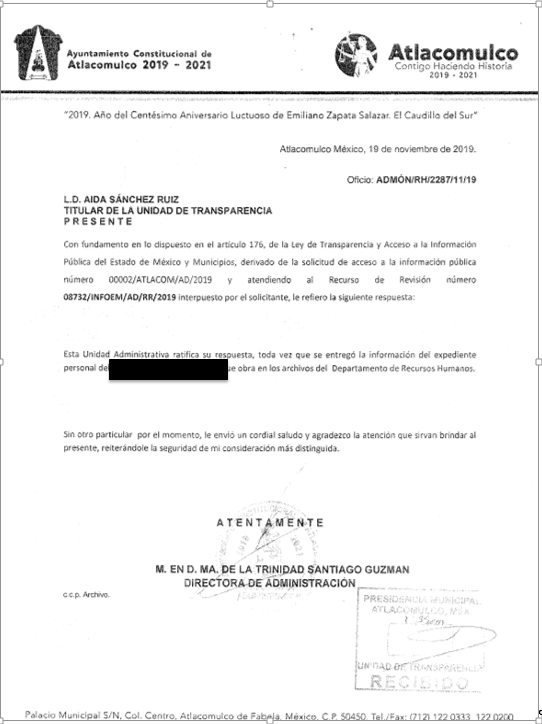 Ayuntamiento Constitucional de
Atlacomulco 2019 - 2021
Atlacomulco
Contigo Haciendo Historia
2019 - 2021
"2019. Año del Centésimo Aniversario Luctuoso de Emiliano Zapata Salazar. El Caudillo del Sur"
Atlacomulco México, 19 de noviembre de 2019.
Oficio: ADMÓN/RH/2287/11/19
L.D. AIDA SÁNCHEZ RUIZ
TITULAR DE LA UNIDAD DE TRANSPARENCIA
P R E S E N T E
Con fundamento en lo dispuesto en el artículo 176, de la Ley de Transparencia y Acceso a la Información
Pública del Estado de México y Municipios, derivado de la solicitud de acceso a la información pública
número 00002/ATLACOM/AD/2019 y atendiendo al Recurso de Revisión número
08732/INFOEM/AD/RR/2019 interpuesto por el solicitante, le refiero la siguiente respuesta:
Esta Unidad Administrativa ratifica su respuesta, toda vez que se entregó la información del expediente
personal de ue obra en los archivos del Departamento de Recursos Humanos.
Sin otro particular por el momento, le envió un cordial saludo y agradezco la atención que sirvan brindar al
presente, reiterándole la seguridad de mi consideración más distinguida.
A T E N T A M E N T E
M. EN D. MA. DE LA TRINIDAD SANTIAGO GUZMAN
DIRECTORA DE ADMINISTRACIÓN
c.c.p. Archivo.
PRESIDENCIA MUNICIPAL
ATLACOMULCO, MÉX.
UNIDAD DE TRANSPARENCIA
RECIBIDO
Palacio Municipal S/N, Col. Centro, Atlacomulco de Fabela, México, C.P. 50450. Tel./Fax: (712) 122 0333, 122 0200